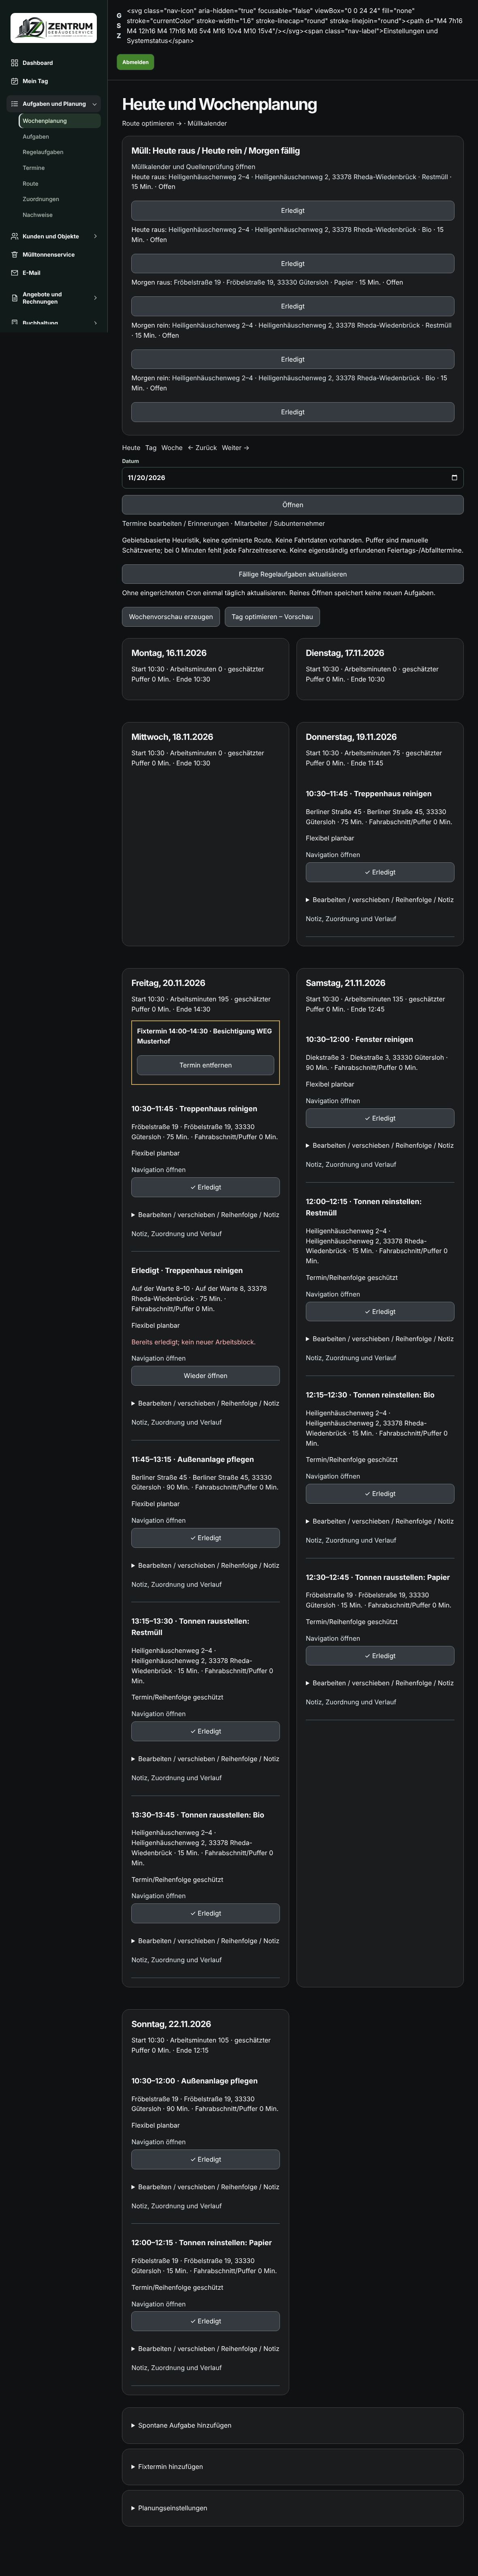 ZENTRUM
GEBÄUDESERVICE
Dashboard
Mein Tag
Aufgaben und Planung
Wochenplanung
Aufgaben
Regelaufgaben
Termine
Route
Zuordnungen
Nachweise
Kunden und Objekte
Mülltonnenservice
E-Mail
Angebote und
Rechnungen
Buchhaltung
G
S
Z
<svg class="nav-icon" aria-hidden="true" focusable="false" viewBox="0 0 24 24" fill="none"
stroke="currentColor" stroke-width="1.6" stroke-linecap="round" stroke-linejoin="round"><path d="M4 7h16
M4 12h16 M4 17h16 M8 5v4 M16 10v4 M10 15v4"/></svg><span class="nav-label">Einstellungen und
Systemstatus</span>
Abmelden
Heute und Wochenplanung
Route optimieren → · Müllkalender
Müll: Heute raus / Heute rein / Morgen fällig
Müllkalender und Quellenprüfung öffnen
Heute raus: Heiligenhäuschenweg 2–4 · Heiligenhäuschenweg 2, 33378 Rheda-Wiedenbrück · Restmüll ·
15 Min. · Offen
Erledigt
Heute raus: Heiligenhäuschenweg 2–4 · Heiligenhäuschenweg 2, 33378 Rheda-Wiedenbrück · Bio · 15
Min. · Offen
Erledigt
Morgen raus: Fröbelstraße 19 · Fröbelstraße 19, 33330 Gütersloh · Papier · 15 Min. · Offen
Erledigt
Morgen rein: Heiligenhäuschenweg 2–4 · Heiligenhäuschenweg 2, 33378 Rheda-Wiedenbrück · Restmüll
· 15 Min. · Offen
Erledigt
Morgen rein: Heiligenhäuschenweg 2–4 · Heiligenhäuschenweg 2, 33378 Rheda-Wiedenbrück · Bio · 15
Min. · Offen
Erledigt
Heute Tag Woche ← Zurück Weiter →
Datum
11/20/2026
Öffnen
Termine bearbeiten / Erinnerungen · Mitarbeiter / Subunternehmer
Gebietsbasierte Heuristik, keine optimierte Route. Keine Fahrtdaten vorhanden. Puffer sind manuelle
Schätzwerte; bei 0 Minuten fehlt jede Fahrzeitreserve. Keine eigenständig erfundenen Feiertags-/Abfalltermine.
Fällige Regelaufgaben aktualisieren
Ohne eingerichteten Cron einmal täglich aktualisieren. Reines Öffnen speichert keine neuen Aufgaben.
Wochenvorschau erzeugen
Tag optimieren – Vorschau
Montag, 16.11.2026
Start 10:30 · Arbeitsminuten 0 · geschätzter
Puffer 0 Min. · Ende 10:30
Dienstag, 17.11.2026
Start 10:30 · Arbeitsminuten 0 · geschätzter
Puffer 0 Min. · Ende 10:30
Mittwoch, 18.11.2026
Start 10:30 · Arbeitsminuten 0 · geschätzter
Puffer 0 Min. · Ende 10:30
Donnerstag, 19.11.2026
Start 10:30 · Arbeitsminuten 75 · geschätzter
Puffer 0 Min. · Ende 11:45
10:30–11:45 · Treppenhaus reinigen
Berliner Straße 45 · Berliner Straße 45, 33330
Gütersloh · 75 Min. · Fahrabschnitt/Puffer 0 Min.
Flexibel planbar
Navigation öffnen
✓ Erledigt
▶ Bearbeiten / verschieben / Reihenfolge / Notiz
Notiz, Zuordnung und Verlauf
Freitag, 20.11.2026
Start 10:30 · Arbeitsminuten 195 · geschätzter
Puffer 0 Min. · Ende 14:30
Fixtermin 14:00–14:30 · Besichtigung WEG
Musterhof
Termin entfernen
10:30–11:45 · Treppenhaus reinigen
Fröbelstraße 19 · Fröbelstraße 19, 33330
Gütersloh · 75 Min. · Fahrabschnitt/Puffer 0 Min.
Flexibel planbar
Navigation öffnen
✓ Erledigt
▶ Bearbeiten / verschieben / Reihenfolge / Notiz
Notiz, Zuordnung und Verlauf
Erledigt · Treppenhaus reinigen
Auf der Warte 8–10 · Auf der Warte 8, 33378
Rheda-Wiedenbrück · 75 Min. ·
Fahrabschnitt/Puffer 0 Min.
Flexibel planbar
Bereits erledigt; kein neuer Arbeitsblock.
Navigation öffnen
Wieder öffnen
▶ Bearbeiten / verschieben / Reihenfolge / Notiz
Notiz, Zuordnung und Verlauf
11:45–13:15 · Außenanlage pflegen
Berliner Straße 45 · Berliner Straße 45, 33330
Gütersloh · 90 Min. · Fahrabschnitt/Puffer 0 Min.
Flexibel planbar
Navigation öffnen
✓ Erledigt
▶ Bearbeiten / verschieben / Reihenfolge / Notiz
Notiz, Zuordnung und Verlauf
13:15–13:30 · Tonnen rausstellen:
Restmüll
Heiligenhäuschenweg 2–4 ·
Heiligenhäuschenweg 2, 33378 Rheda-
Wiedenbrück · 15 Min. · Fahrabschnitt/Puffer 0
Min.
Termin/Reihenfolge geschützt
Navigation öffnen
✓ Erledigt
▶ Bearbeiten / verschieben / Reihenfolge / Notiz
Notiz, Zuordnung und Verlauf
13:30–13:45 · Tonnen rausstellen: Bio
Heiligenhäuschenweg 2–4 ·
Heiligenhäuschenweg 2, 33378 Rheda-
Wiedenbrück · 15 Min. · Fahrabschnitt/Puffer 0
Min.
Termin/Reihenfolge geschützt
Navigation öffnen
✓ Erledigt
▶ Bearbeiten / verschieben / Reihenfolge / Notiz
Notiz, Zuordnung und Verlauf
Samstag, 21.11.2026
Start 10:30 · Arbeitsminuten 135 · geschätzter
Puffer 0 Min. · Ende 12:45
10:30–12:00 · Fenster reinigen
Diekstraße 3 · Diekstraße 3, 33330 Gütersloh ·
90 Min. · Fahrabschnitt/Puffer 0 Min.
Flexibel planbar
Navigation öffnen
✓ Erledigt
▶ Bearbeiten / verschieben / Reihenfolge / Notiz
Notiz, Zuordnung und Verlauf
12:00–12:15 · Tonnen reinstellen:
Restmüll
Heiligenhäuschenweg 2–4 ·
Heiligenhäuschenweg 2, 33378 Rheda-
Wiedenbrück · 15 Min. · Fahrabschnitt/Puffer 0
Min.
Termin/Reihenfolge geschützt
Navigation öffnen
✓ Erledigt
▶ Bearbeiten / verschieben / Reihenfolge / Notiz
Notiz, Zuordnung und Verlauf
12:15–12:30 · Tonnen reinstellen: Bio
Heiligenhäuschenweg 2–4 ·
Heiligenhäuschenweg 2, 33378 Rheda-
Wiedenbrück · 15 Min. · Fahrabschnitt/Puffer 0
Min.
Termin/Reihenfolge geschützt
Navigation öffnen
✓ Erledigt
▶ Bearbeiten / verschieben / Reihenfolge / Notiz
Notiz, Zuordnung und Verlauf
12:30–12:45 · Tonnen rausstellen: Papier
Fröbelstraße 19 · Fröbelstraße 19, 33330
Gütersloh · 15 Min. · Fahrabschnitt/Puffer 0 Min.
Termin/Reihenfolge geschützt
Navigation öffnen
✓ Erledigt
▶ Bearbeiten / verschieben / Reihenfolge / Notiz
Notiz, Zuordnung und Verlauf
Sonntag, 22.11.2026
Start 10:30 · Arbeitsminuten 105 · geschätzter
Puffer 0 Min. · Ende 12:15
10:30–12:00 · Außenanlage pflegen
Fröbelstraße 19 · Fröbelstraße 19, 33330
Gütersloh · 90 Min. · Fahrabschnitt/Puffer 0 Min.
Flexibel planbar
Navigation öffnen
✓ Erledigt
▶ Bearbeiten / verschieben / Reihenfolge / Notiz
Notiz, Zuordnung und Verlauf
12:00–12:15 · Tonnen reinstellen: Papier
Fröbelstraße 19 · Fröbelstraße 19, 33330
Gütersloh · 15 Min. · Fahrabschnitt/Puffer 0 Min.
Termin/Reihenfolge geschützt
Navigation öffnen
✓ Erledigt
▶ Bearbeiten / verschieben / Reihenfolge / Notiz
Notiz, Zuordnung und Verlauf
▶ Spontane Aufgabe hinzufügen
▶ Fixtermin hinzufügen
▶ Planungseinstellungen